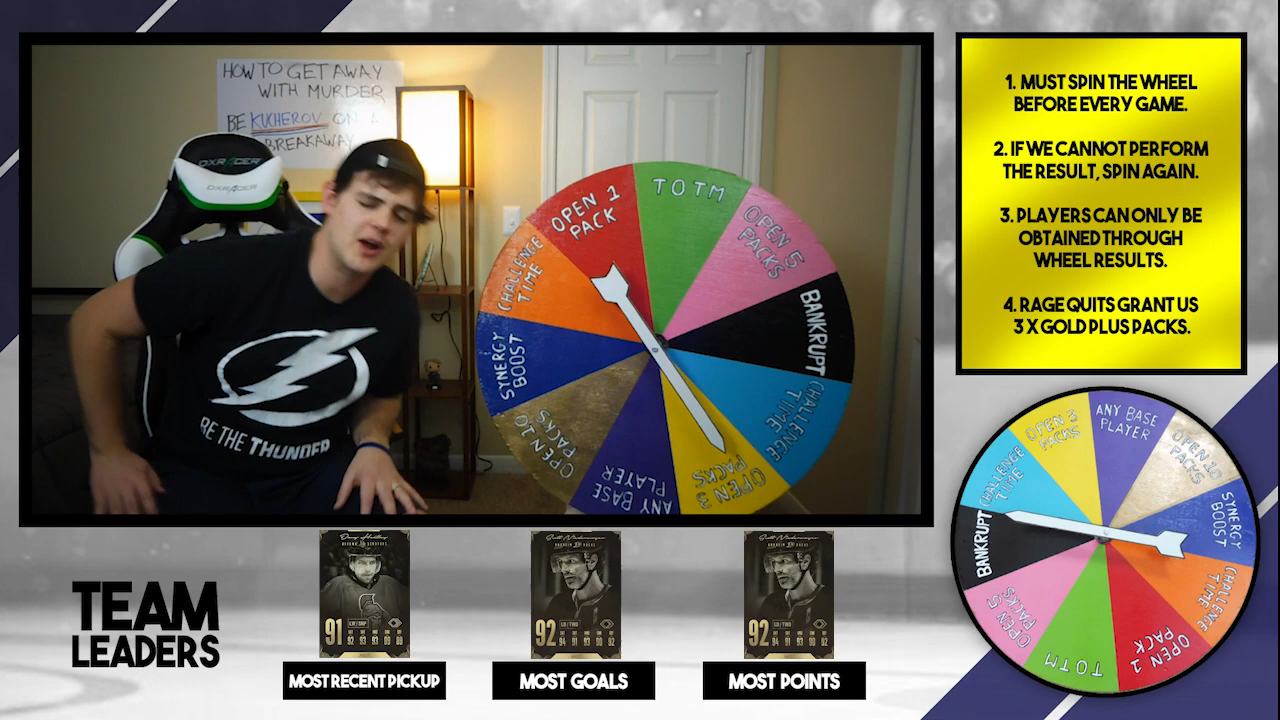 HOW TO GET AWAY
WITH MURDER
BE KUCHEROV ON A
BREAKAWAY
DXRACER
DXRACER
BE THE THUNDER
OPEN 1
PACK
TOTM
OPEN 5
PACKS
BANKRUPT
CHALLENGE
TIME
OPEN 3
PACKS
ANY BASE
PLAYER
OPEN 10
PACKS
SYNERGY
BOOST
CHALLENGE
TIME
1. MUST SPIN THE WHEEL
BEFORE EVERY GAME.
2. IF WE CANNOT PERFORM
THE RESULT, SPIN AGAIN.
3. PLAYERS CAN ONLY BE
OBTAINED THROUGH
WHEEL RESULTS.
4. RAGE QUITS GRANT US
3 X GOLD PLUS PACKS.
ANY BASE
PLAYER
OPEN 10
PACKS
SYNERGY
BOOST
CHALLENGE
TIME
OPEN 1
PACK
TOTM
OPEN 5
PACKS
BANKRUPT
CHALLENGE
TIME
OPEN 3
PACKS
TEAM
LEADERS
91
92
92
MOST RECENT PICKUP
MOST GOALS
MOST POINTS